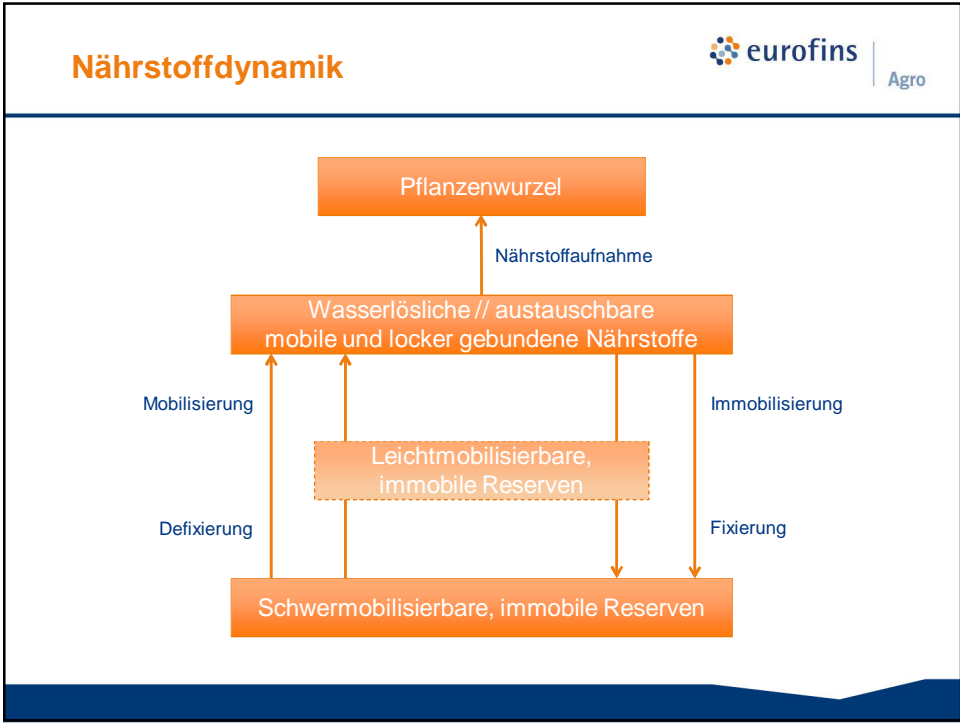 Nährstoffdynamik
eurofins
Agro
Pflanzenwurzel
Nährstoffaufnahme
Wasserlösliche // austauschbare
mobile und locker gebundene Nährstoffe
Mobilisierung
Immobilisierung
Leichtmobilisierbare,
immobile Reserven
Defixierung
Fixierung
Schwermobilisierbare, immobile Reserven